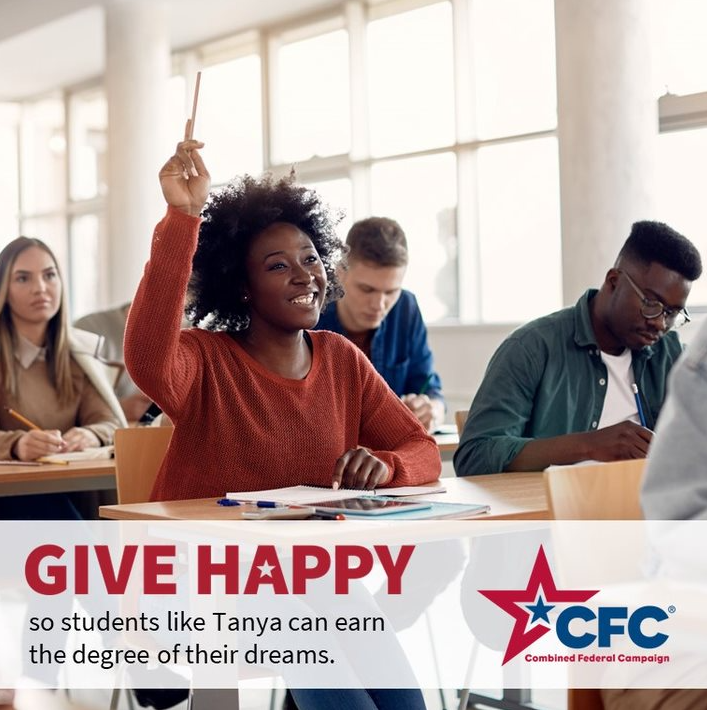 GIVE HAPPY
so students like Tanya can earn
the degree of their dreams.
CFC®
Combined Federal Campaign